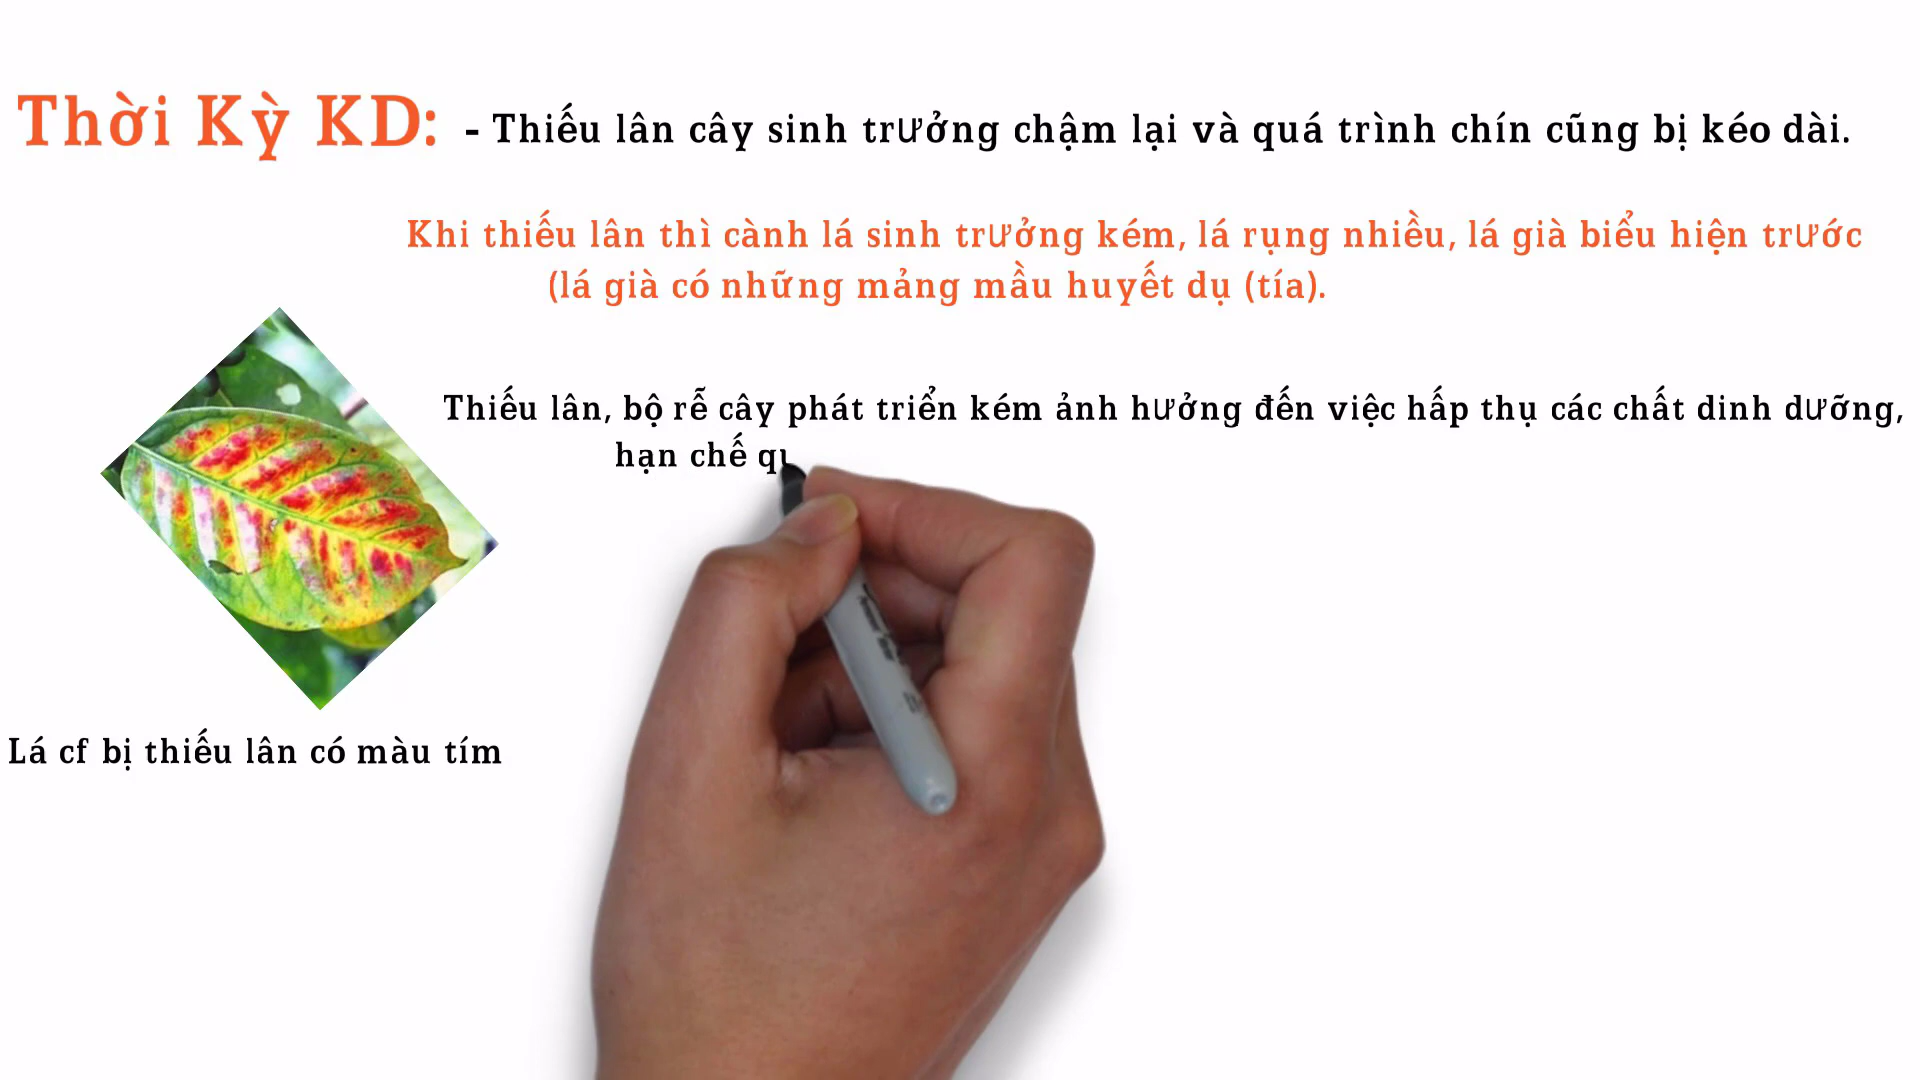 Thời Kỳ KD: - Thiếu lân cây sinh trưởng chậm lại và quá trình chín cũng bị kéo dài.
Khi thiếu lân thì cành lá sinh trưởng kém, lá rụng nhiều, lá già biểu hiện trước
(lá già có những mảng mầu huyết dụ (tía).
Thiếu lân, bộ rễ cây phát triển kém ảnh hưởng đến việc hấp thụ các chất dinh dưỡng,
hạn chế
Lá cf bị thiếu lân có màu tím